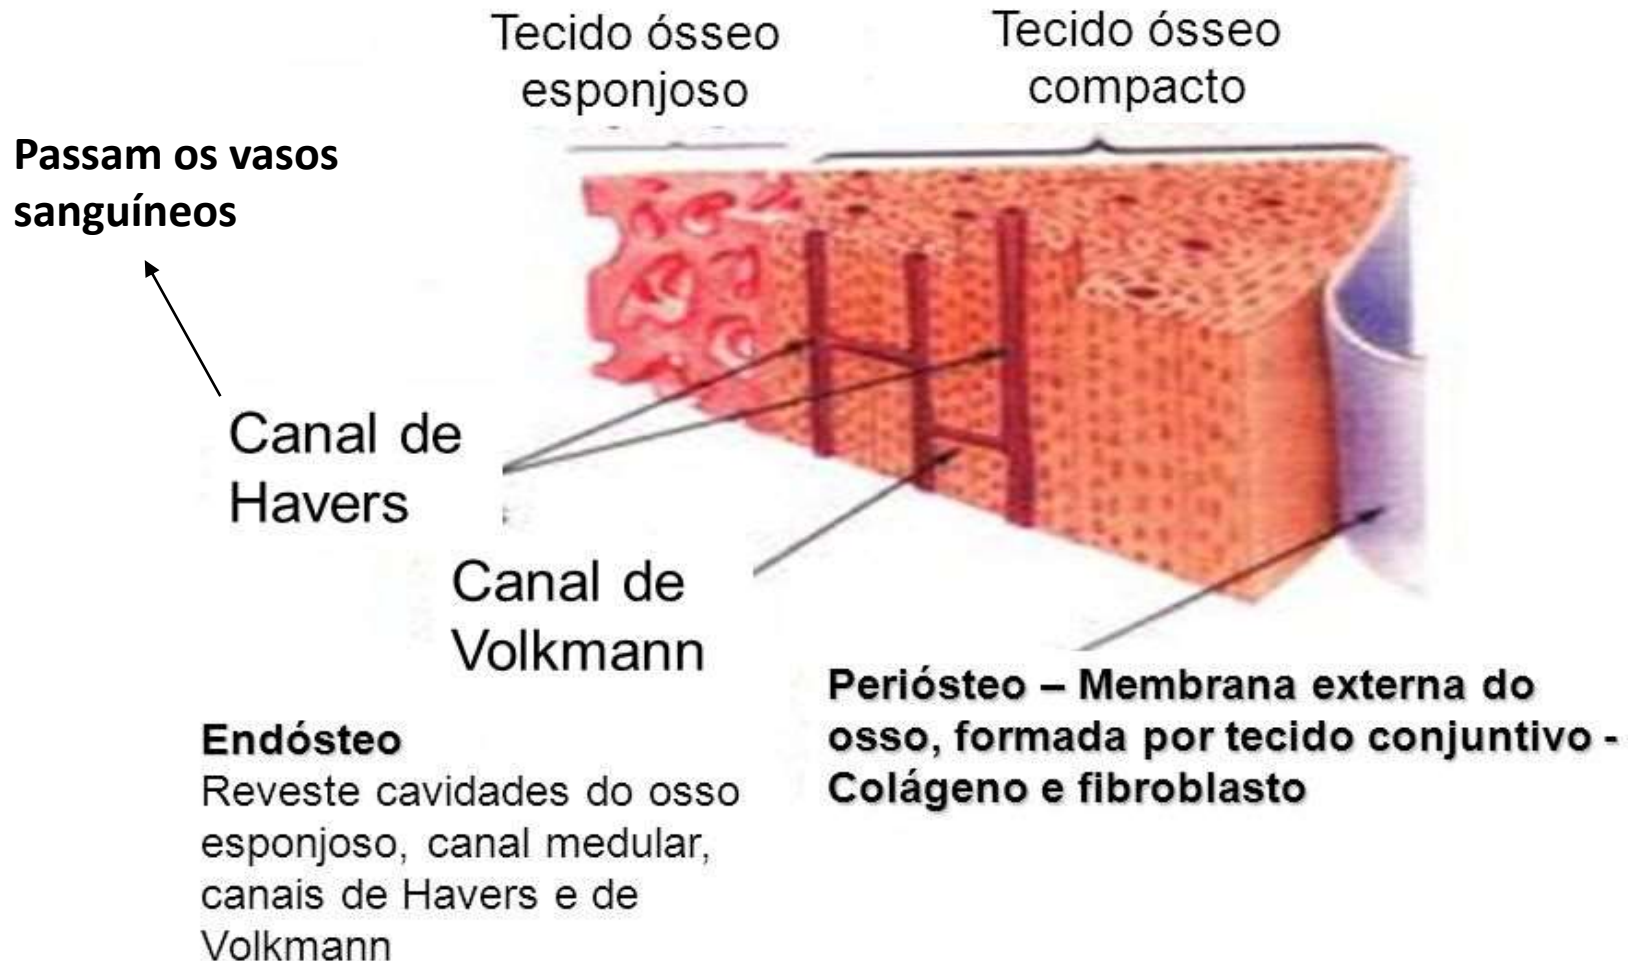 Tecido ósseo
esponjoso
Tecido ósseo
compacto
Passam os vasos
sanguíneos
Canal de
Havers
Canal de
Volkmann
Periósteo – Membrana externa do
osso, formada por tecido conjuntivo -
Colágeno e fibroblasto
Endósteo
Reveste cavidades do osso
esponjoso, canal medular,
canais de Havers e de
Volkmann